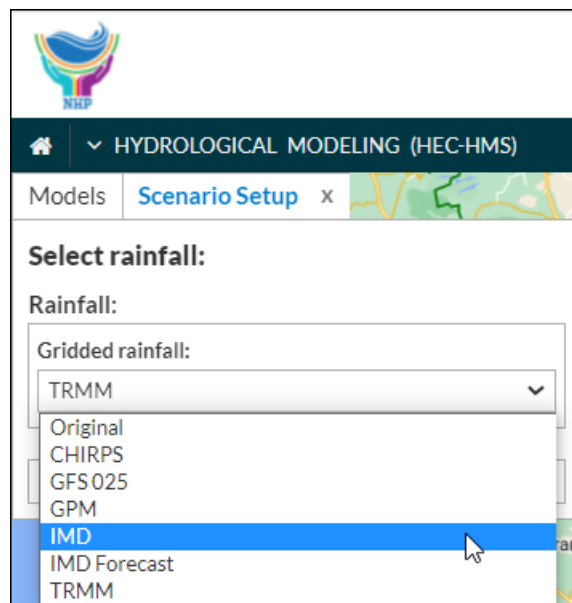 NHP
HYDROLOGICAL MODELING (HEC-HMS)
Models Scenario Setup x
Select rainfall:
Rainfall:
Gridded rainfall:
TRMM
Original
CHIRPS
GFS 025
GPM
IMD
IMD Forecast
TRMM